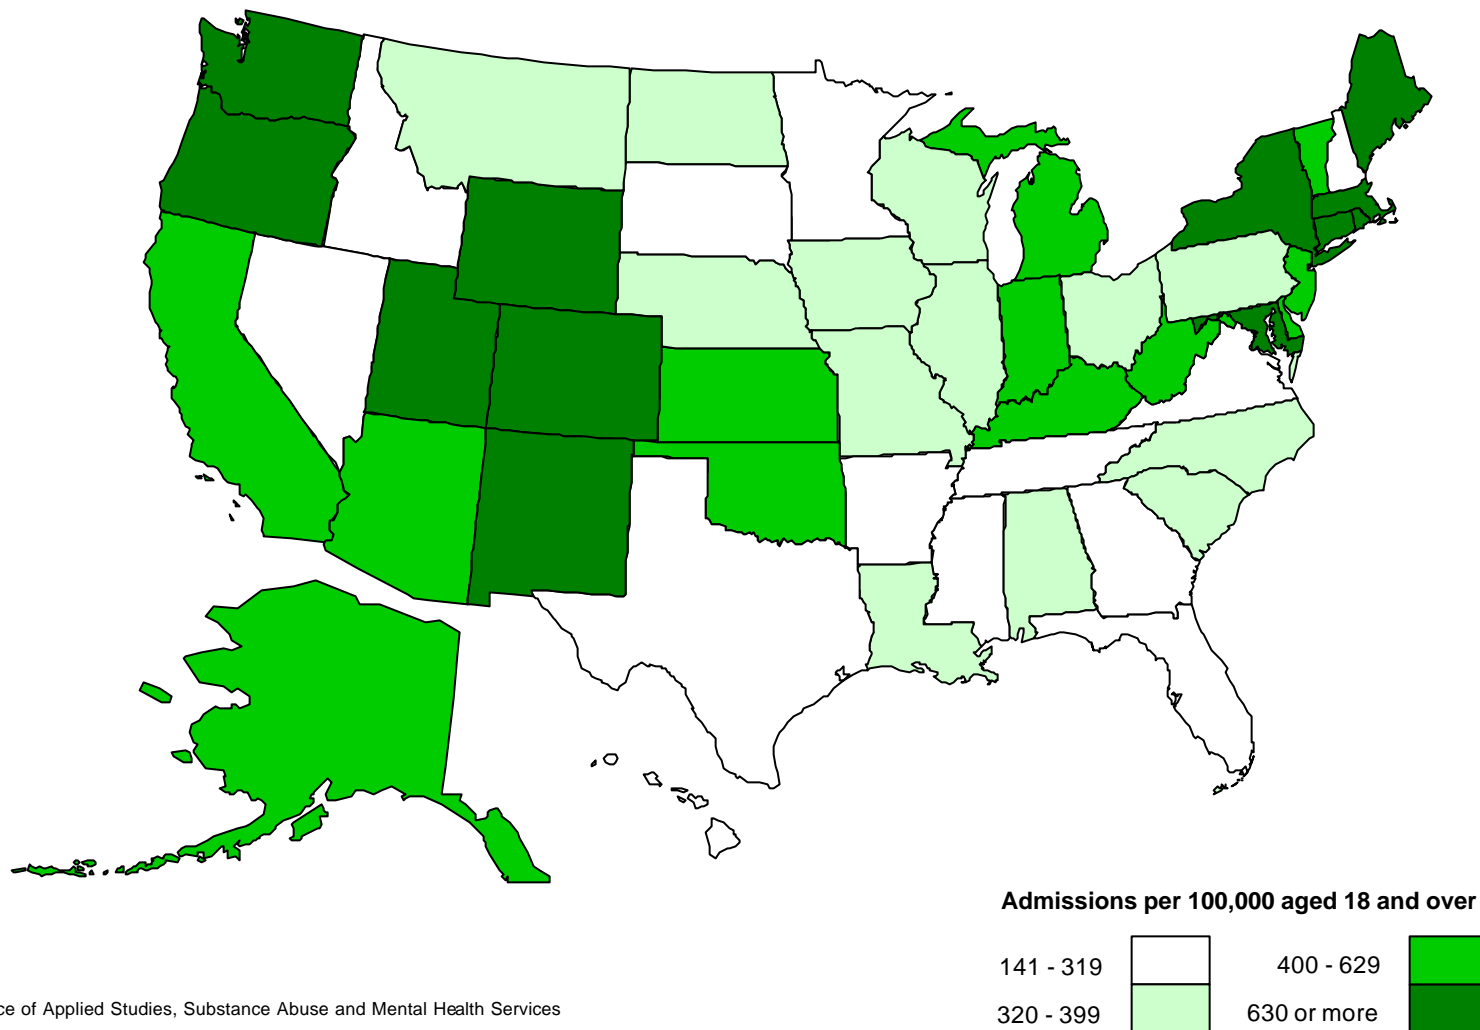 Admissions per 100,000 aged 18 and over
141 - 319 400 - 629
320 - 399 630 or more
of Applied Studies, Substance Abuse and Mental Health Services